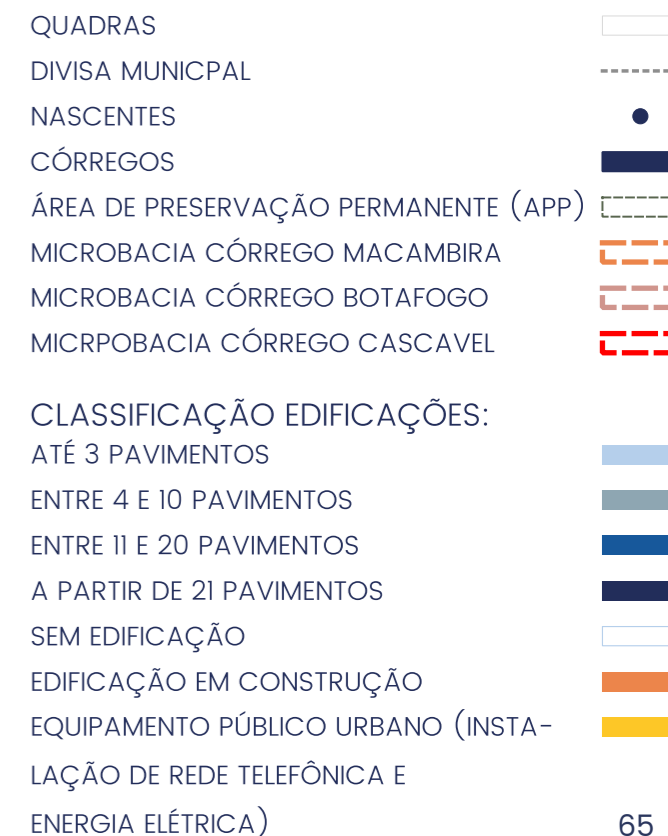 QUADRAS
DIVISA MUNICPAL
NASCENTES
CÓRREGOS
ÁREA DE PRESERVAÇÃO PERMANENTE (APP)
MICROBACIA CÓRREGO MACAMBIRA
MICROBACIA CÓRREGO BOTAFOGO
MICRPOBACIA CÓRREGO CASCAVEL
CLASSIFICAÇÃO EDIFICAÇÕES:
ATÉ 3 PAVIMENTOS
ENTRE 4 E 10 PAVIMENTOS
ENTRE 11 E 20 PAVIMENTOS
A PARTIR DE 21 PAVIMENTOS
SEM EDIFICAÇÃO
EDIFICAÇÃO EM CONSTRUÇÃO
EQUIPAMENTO PÚBLICO URBANO (INSTA-
LAÇÃO DE REDE TELEFÔNICA E
ENERGIA ELÉTRICA)
65